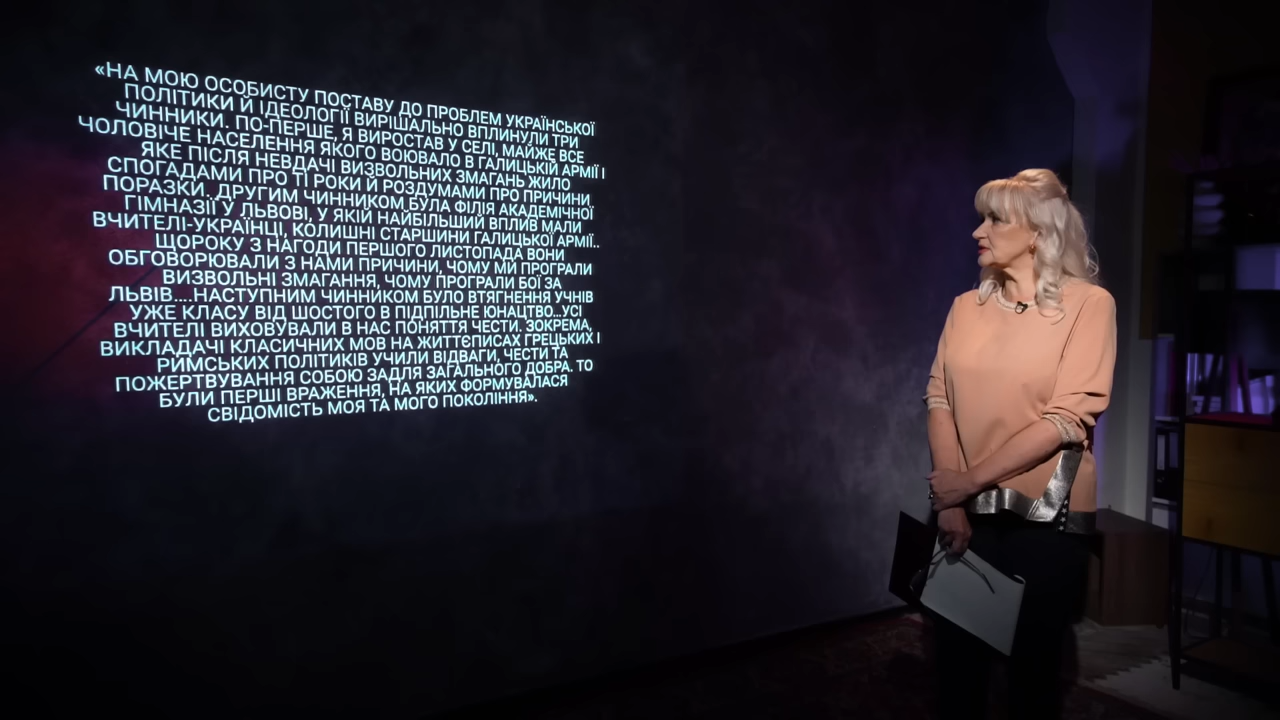 «НА МОЮ ОСОБИСТУ ПОСТАВУ ДО ПРОБЛЕМ УКРАЇНСЬКОЇ
ПОЛІТИКИ Й ІДЕОЛОГІЇ ВИРІШАЛЬНО ВПЛИНУЛИ ТРИ
ЧИННИКИ. ПО-ПЕРШЕ, Я ВИРОСТАВ У СЕЛІ, МАЙЖЕ ВСЕ
ЧОЛОВІЧЕ НАСЕЛЕННЯ ЯКОГО ВОЮВАЛО В ГАЛИЦЬКІЙ АРМІЇ І
ЯКЕ ПІСЛЯ НЕВДАЧІ ВИЗВОЛЬНИХ ЗМАГАНЬ ЖИЛО
СПОГАДАМИ ПРО ТІ РОКИ Й РОЗДУМАМИ ПРО ПРИЧИНИ
ПОРАЗКИ. ДРУГИМ ЧИННИКОМ БУЛА ФІЛІЯ АКАДЕМІЧНОЇ
ГІМНАЗІЇ У ЛЬВОВІ, У ЯКІЙ НАЙБІЛЬШИЙ ВПЛИВ МАЛИ
ВЧИТЕЛІ-УКРАЇНЦІ, КОЛИШНІ СТАРШИНИ ГАЛИЦЬКОЇ АРМІЇ..
ЩОРОКУ З НАГОДИ ПЕРШОГО ЛИСТОПАДА ВОНИ
ОБГОВОРЮВАЛИ З НАМИ ПРИЧИНИ, ЧОМУ МИ ПРОГРАЛИ
ВИЗВОЛЬНІ ЗМАГАННЯ, ЧОМУ ПРОГРАЛИ БОЇ ЗА
ЛЬВІВ....НАСТУПНИМ ЧИННИКОМ БУЛО ВТЯГНЕННЯ УЧНІВ
УЖЕ КЛАСУ ВІД ШОСТОГО В ПІДПІЛЬНЕ ЮНАЦТВО...УСІ
ВЧИТЕЛІ ВИХОВУВАЛИ В НАС ПОНЯТТЯ ЧЕСТИ. ЗОКРЕМА,
ВИКЛАДАЧІ КЛАСИЧНИХ МОВ НА ЖИТТЄПИСАХ ГРЕЦЬКИХ І
РИМСЬКИХ ПОЛІТИКІВ УЧИЛИ ВІДВАГИ, ЧЕСТИ ТА
ПОЖЕРТВУВАННЯ СОБОЮ ЗАДЛЯ ЗАГАЛЬНОГО ДОБРА. ТО
БУЛИ ПЕРШІ ВРАЖЕННЯ, НА ЯКИХ ФОРМУВАЛАСЯ
СВІДОМІСТЬ МОЯ ТА МОГО ПОКОЛІННЯ».